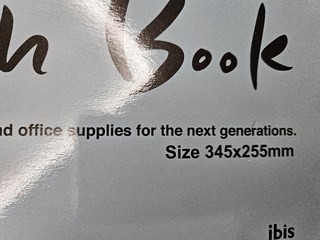 h Book
nd office supplies for the next generations.
Size 345x255mm
ibis